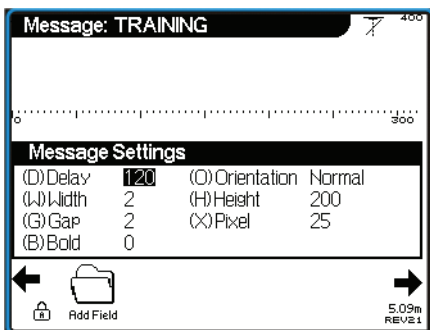 Message: TRAINING
400
0
300
Message Settings
(D)Delay 120 (O)Orientation Normal
(W)Width 2 (H)Height 200
(G)Gap 2 (X)Pixel 25
(B)Bold 0
Add Field
5.09m
REV21